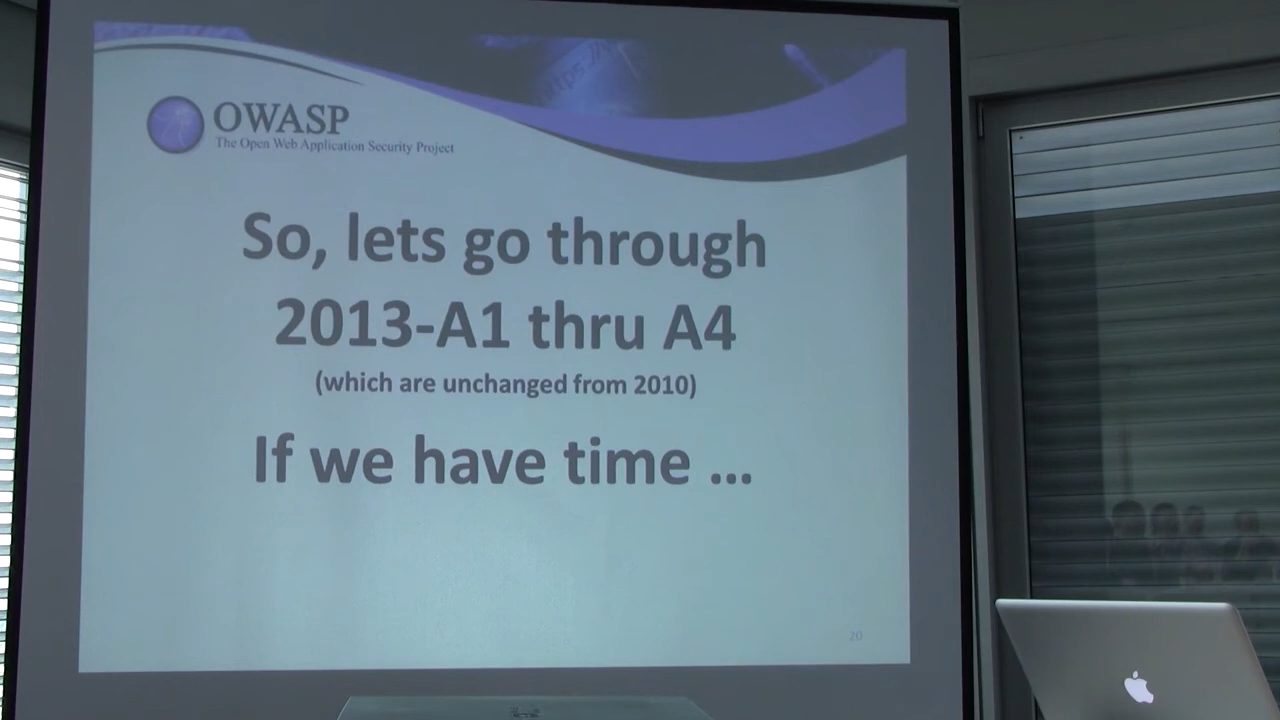 OWASP
The Open Web Application Security Project
So, lets go through
2013-A1 thru A4
(which are unchanged from 2010)
If we have time ...
20